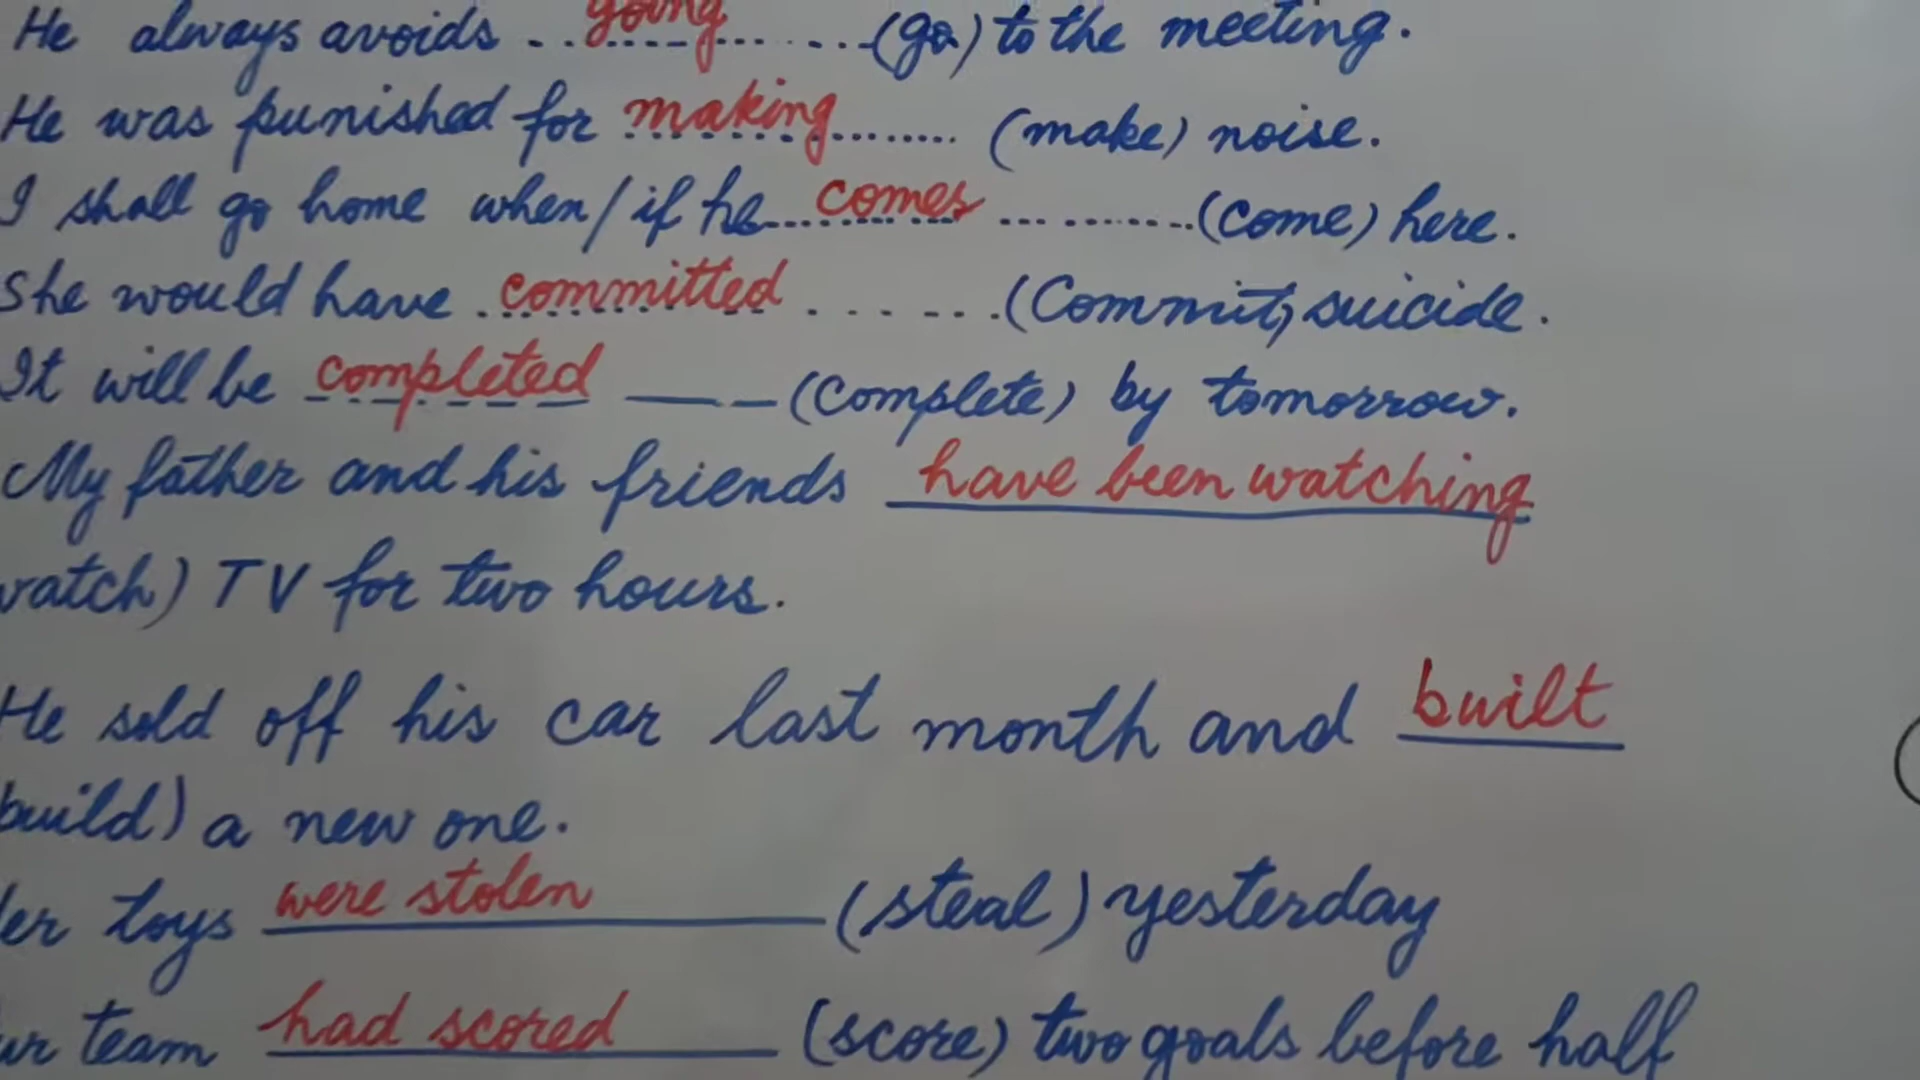 He always avoids going (go) to the meeting.
He was punished for making (make) noise.
I shall go home when/if he comes (come) here.
She would have committed (Commit) suicide.
It will be completed (Complete) by tomorrow.
My father and his friends have been watching
watch) TV for two hours.
He sold off his car last month and built
build) a new one.
er toys were stolen (steal) yesterday
ur team had scored (score) two goals before half